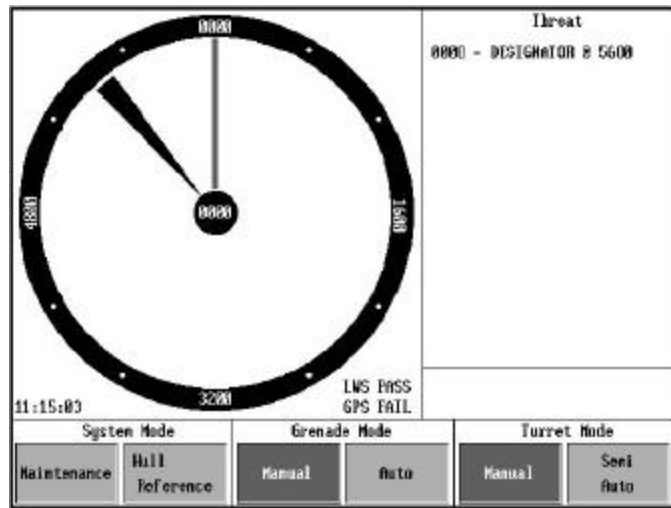 0000
Threat
0000 - DESIGNATOR @ 5600
4800
0000
1600
3200
LWS PASS
11:15:03
GPS FAIL
System Mode
Grenade Mode
Turret Mode
Maintenance
Hull
Reference
Manual
Auto
Manual
Semi
Auto